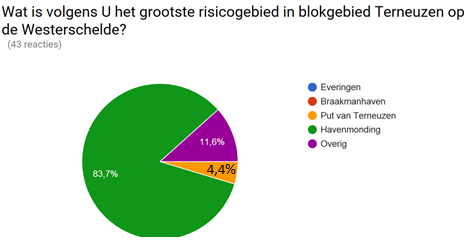 Wat is volgens U het grootste risicogebied in blokgebied Terneuzen op
de Westerschelde?
(43 reacties)
Everingen
Braakmanhaven
Put van Terneuzen
Havenmonding
Overig
11,6%
4,4%
83,7%